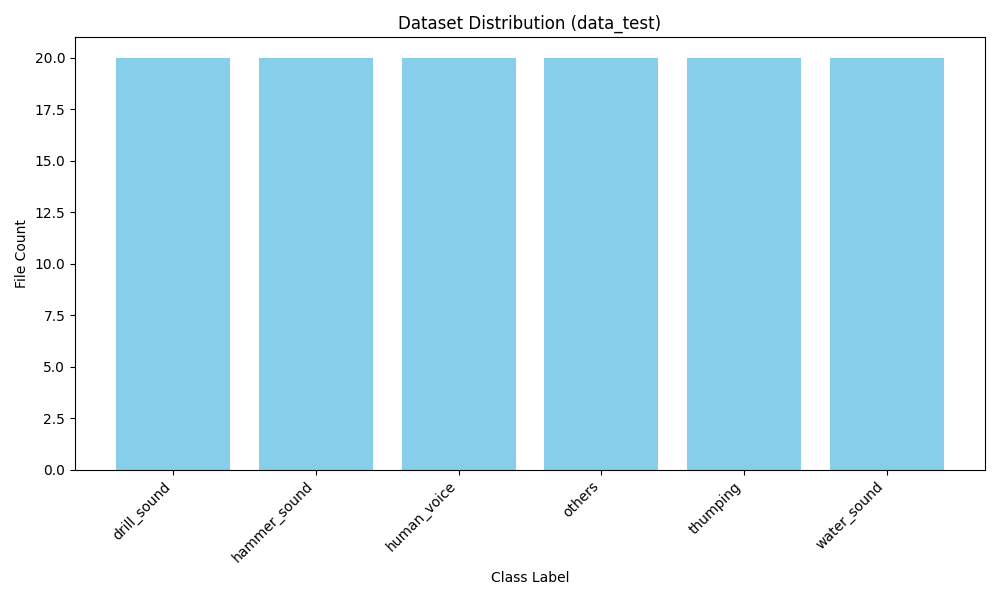 Dataset Distribution (data_test)
File Count
20.0
17.5
15.0
12.5
10.0
7.5
5.0
2.5
0.0
drill_sound
hammer_sound
human_voice
others
thumping
water_sound
Class Label